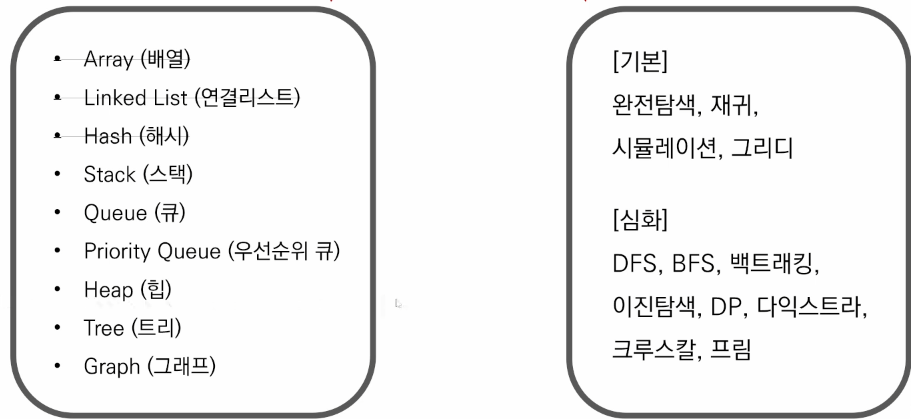 • Array (배열)
• Linked List (연결리스트)
• Hash (해시)
• Stack (스택)
• Queue (큐)
• Priority Queue (우선순위 큐)
• Heap (힙)
• Tree (트리)
• Graph (그래프)
[기본]
완전탐색, 재귀,
시뮬레이션, 그리디
[심화]
DFS, BFS, 백트래킹,
이진탐색, DP, 다익스트라,
크루스칼, 프림